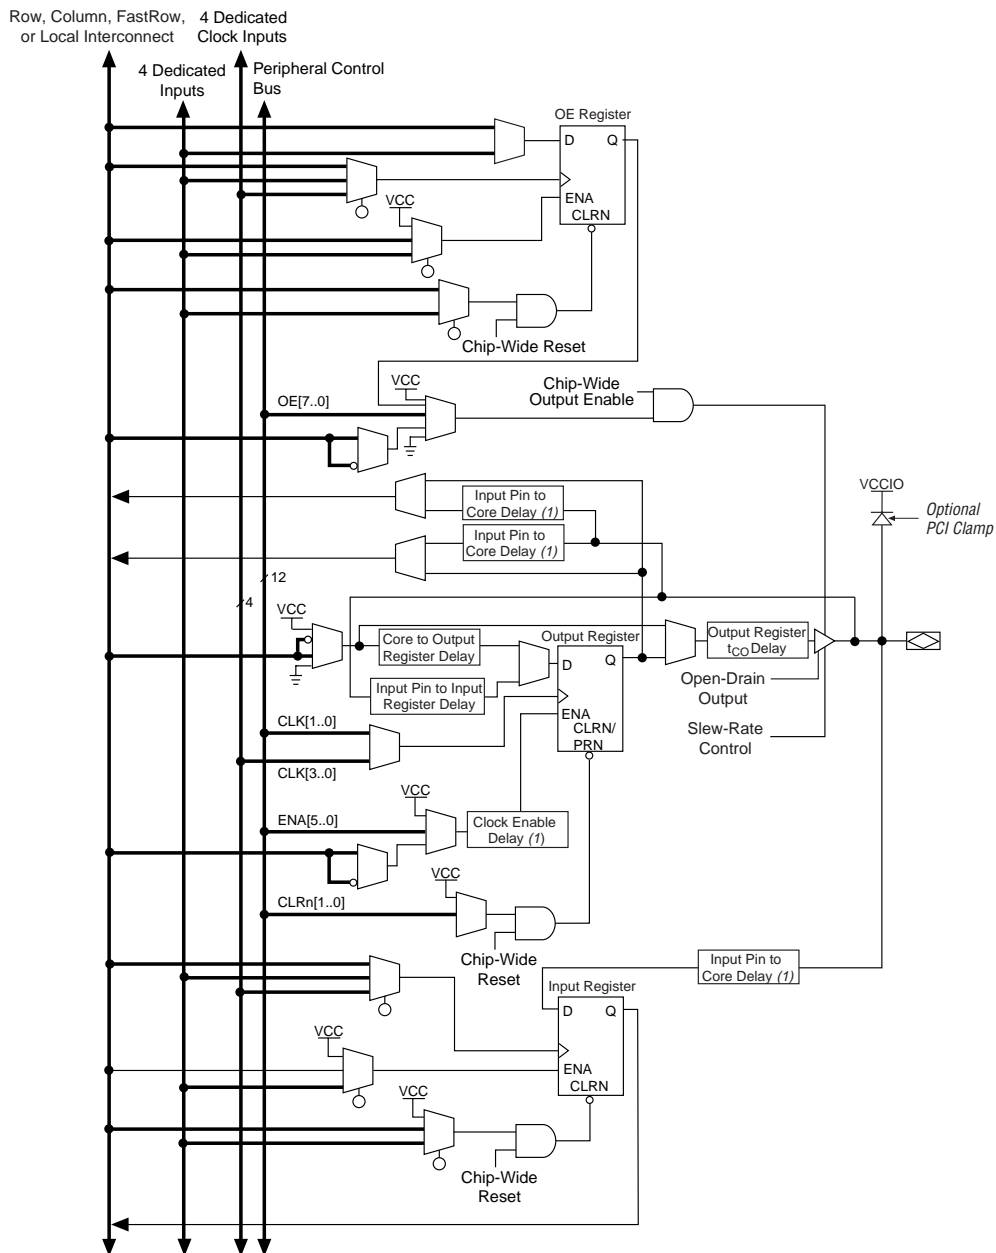 Row, Column, FastRow,
or Local Interconnect
4 Dedicated
Clock Inputs
4 Dedicated
Inputs
Peripheral Control
Bus
OE Register
D Q
ENA
CLRN
VCC
Chip-Wide Reset
VCC
OE[7..0]
Chip-Wide
Output Enable
Input Pin to
Core Delay (1)
Input Pin to
Core Delay (1)
VCCIO
Optional
PCI Clamp
12
4
VCC
Core to Output
Register Delay
Input Pin to Input
Register Delay
Output Register
D Q
ENA
CLRN/
PRN
Output Register
tCO Delay
Open-Drain
Output
Slew-Rate
Control
CLK[1..0]
CLK[3..0]
VCC
ENA[5..0]
Clock Enable
Delay (1)
VCC
CLRn[1..0]
Chip-Wide
Reset
Input Pin to
Core Delay (1)
Input Register
D Q
ENA
CLRN
VCC
VCC
Chip-Wide
Reset